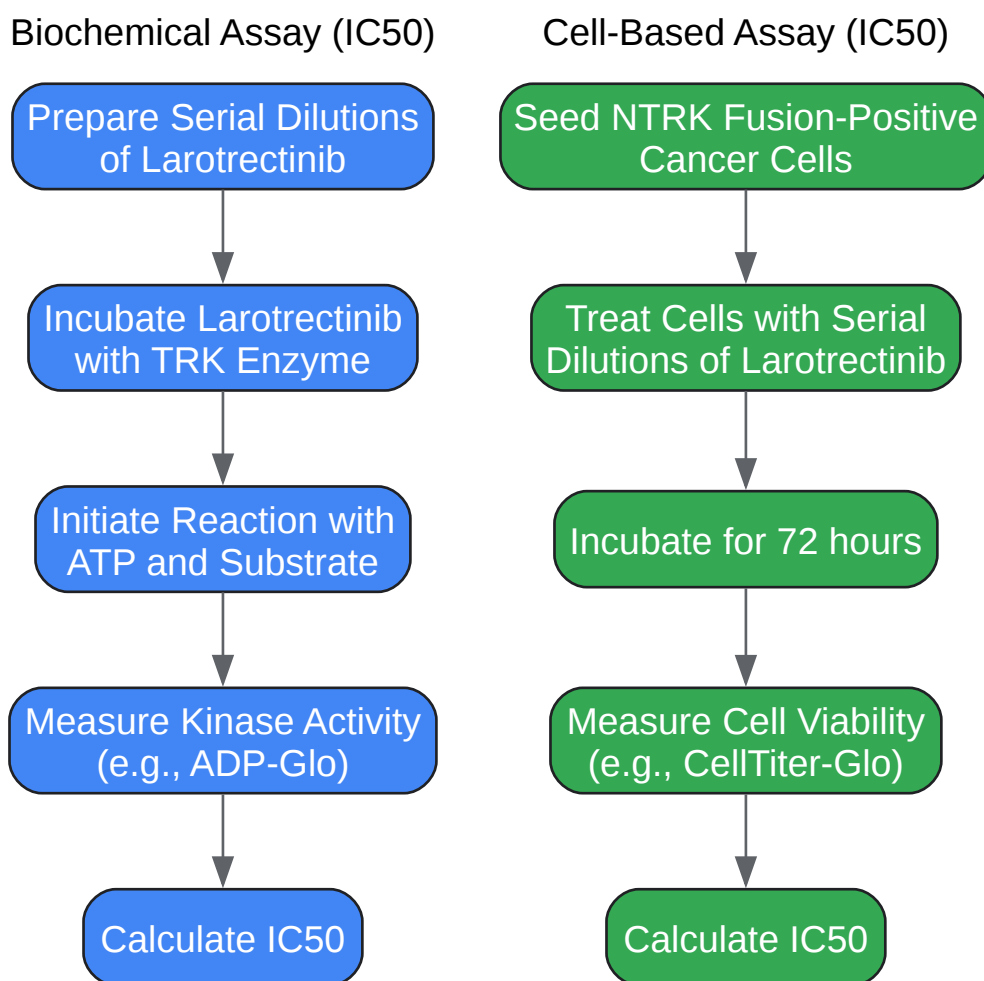 Biochemical Assay (IC50)
Prepare Serial Dilutions
of Larotrectinib
Incubate Larotrectinib
with TRK Enzyme
Initiate Reaction with
ATP and Substrate
Measure Kinase Activity
(e.g., ADP-Glo)
Calculate IC50
Cell-Based Assay (IC50)
Seed NTRK Fusion-Positive
Cancer Cells
Treat Cells with Serial
Dilutions of Larotrectinib
Incubate for 72 hours
Measure Cell Viability
(e.g., CellTiter-Glo)
Calculate IC50